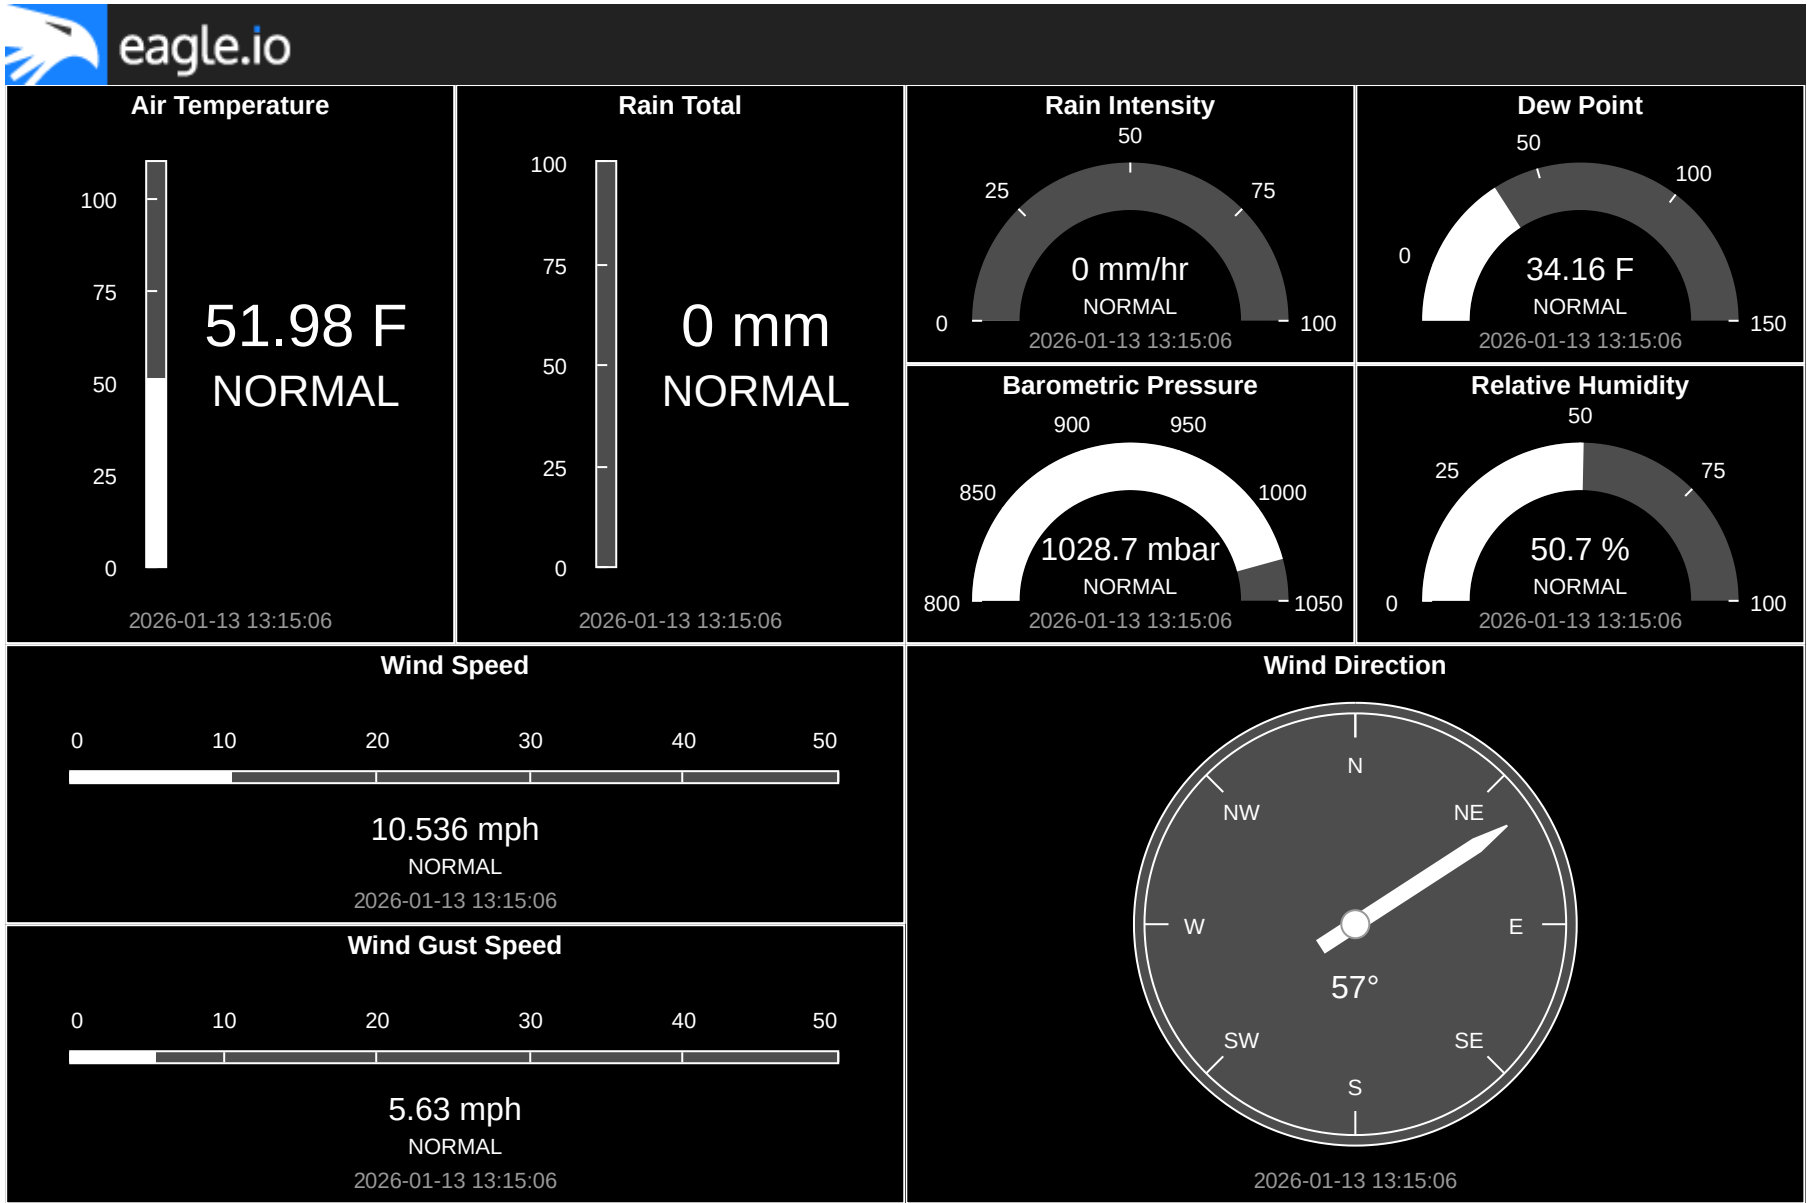 eagle.io
Air Temperature
100
75
50
25
0
51.98 F
NORMAL
2026-01-13 13:15:06
Rain Total
100
75
50
25
0
0 mm
NORMAL
2026-01-13 13:15:06
Rain Intensity
50
25
75
0
100
0 mm/hr
NORMAL
2026-01-13 13:15:06
Dew Point
50
100
0
150
34.16 F
NORMAL
2026-01-13 13:15:06
Barometric Pressure
900
950
850
1000
800
1050
1028.7 mbar
NORMAL
2026-01-13 13:15:06
Relative Humidity
50
25
75
0
100
50.7 %
NORMAL
2026-01-13 13:15:06
Wind Speed
0 10 20 30 40 50
10.536 mph
NORMAL
2026-01-13 13:15:06
Wind Gust Speed
0 10 20 30 40 50
5.63 mph
NORMAL
2026-01-13 13:15:06
Wind Direction
N
NW NE
W E
57°
SW SE
S
2026-01-13 13:15:06